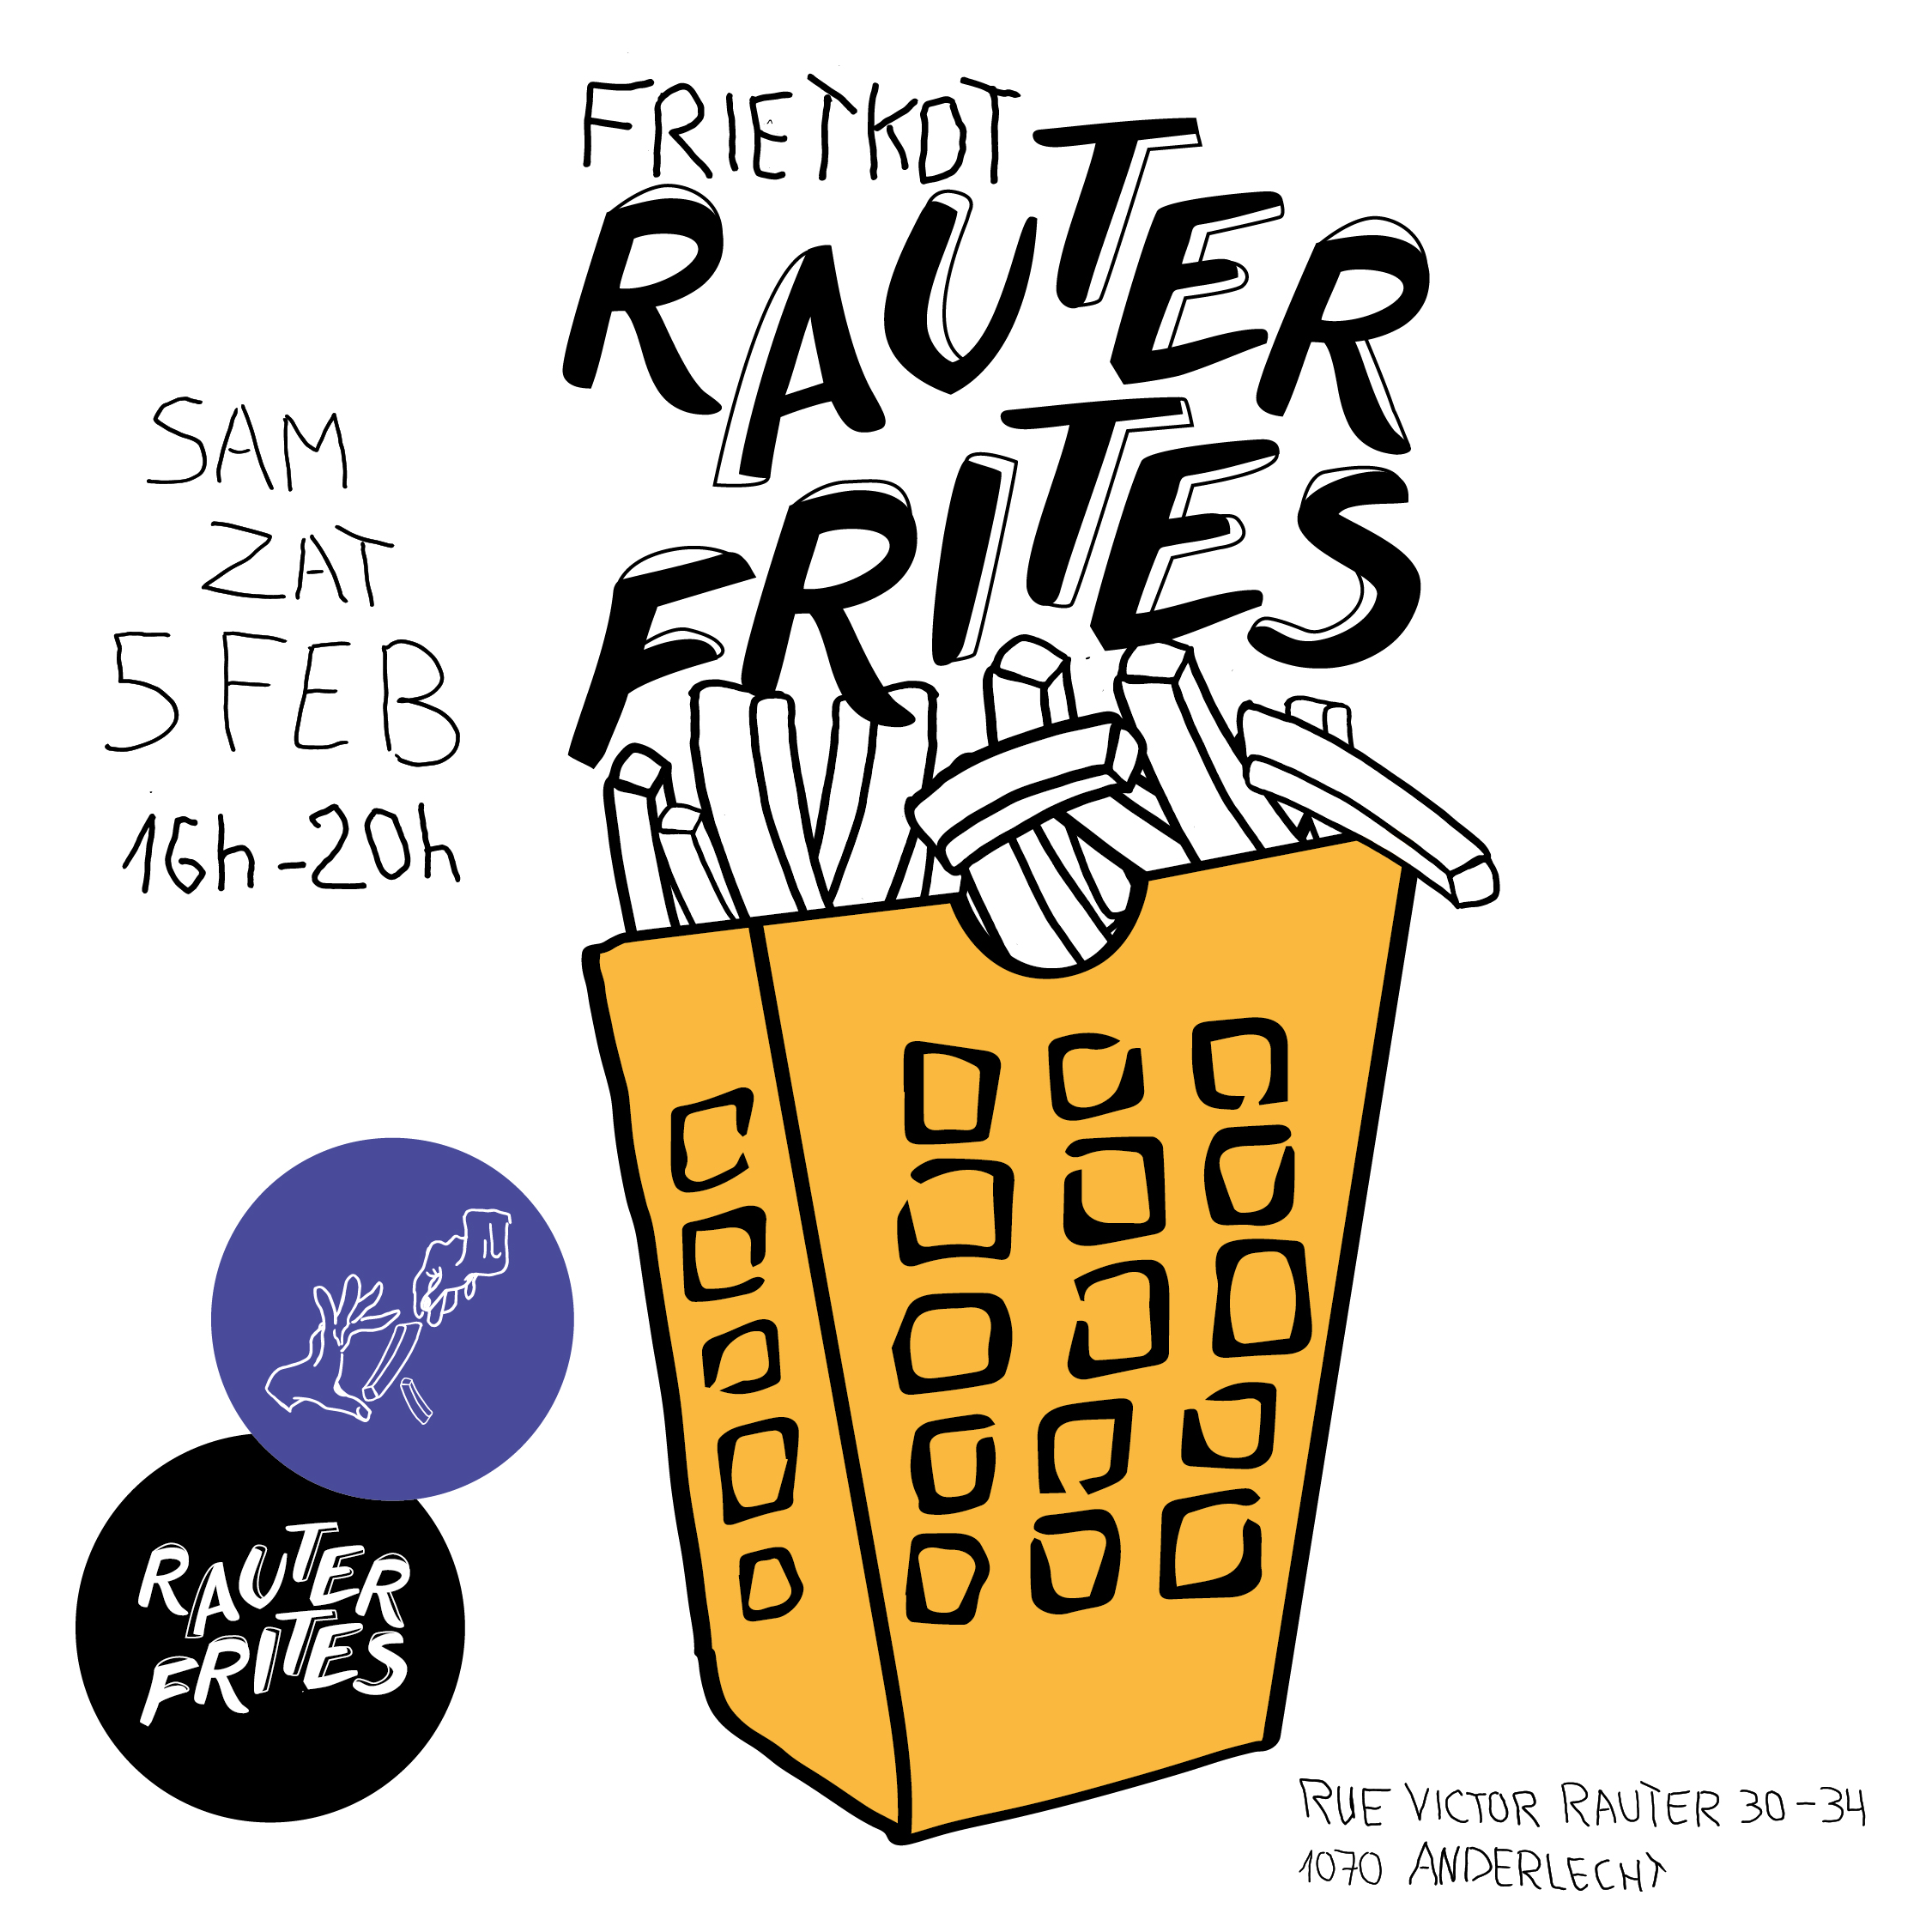 FRIETKOT
RAUTER
FRITES
SAM
ZAT
5 FEB
16h-20h
RAUTER
FRITES
RUE VICTOR RAUTER 30-34
1070 ANDERLECHT